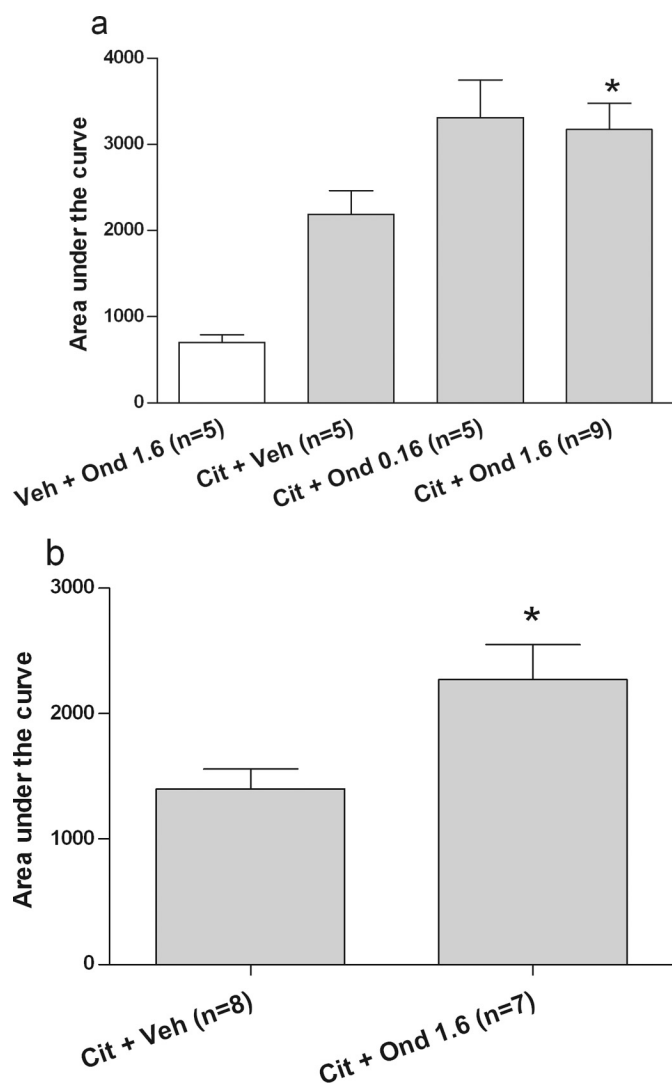 a
4000
3000
2000
1000
0
Area under the curve
*
Veh + Ond 1.6 (n=5)
Cit + Veh (n=5)
Cit + Ond 0.16 (n=5)
Cit + Ond 1.6 (n=9)
b
3000
2000
1000
0
Area under the curve
*
Cit + Veh (n=8)
Cit + Ond 1.6 (n=7)